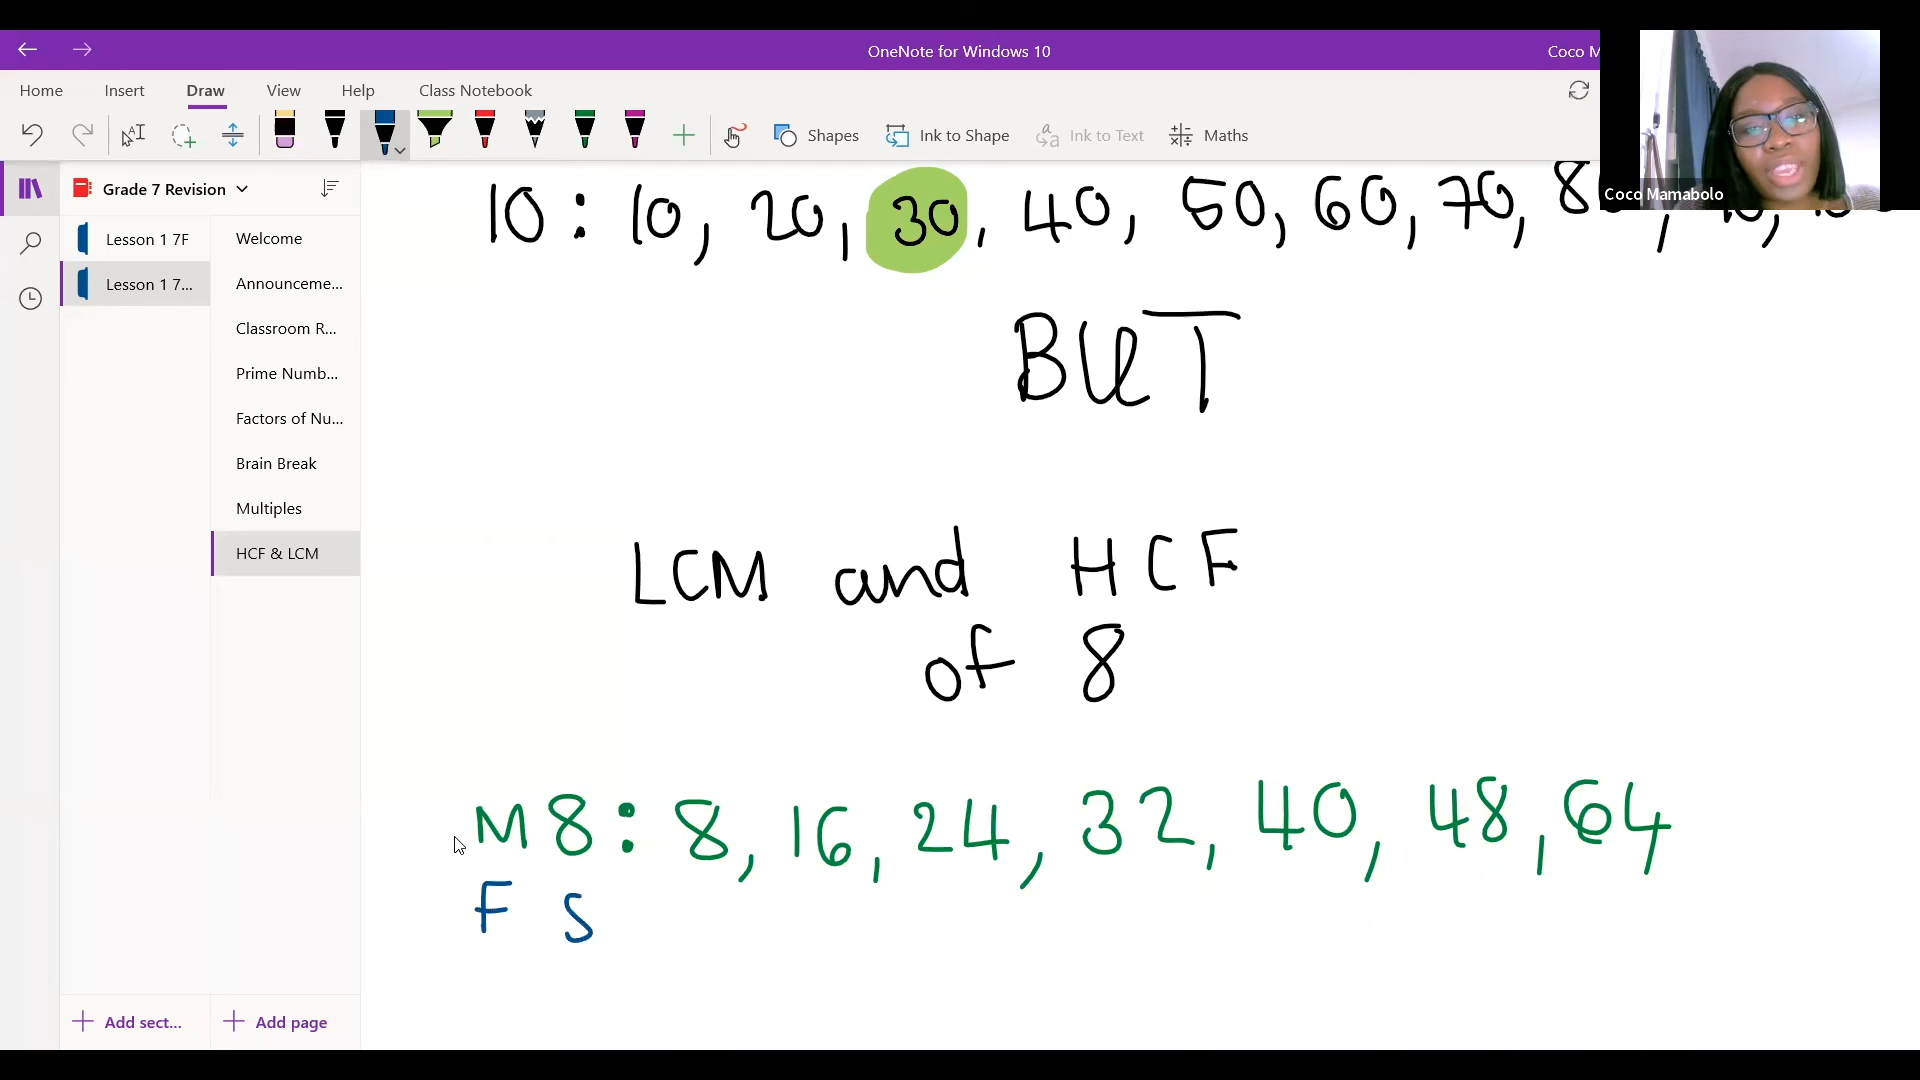 OneNote for Windows 10
Coco M
Home Insert Draw View Help Class Notebook
Shapes Ink to Shape Ink to Text Maths
Coco Mamabolo
Grade 7 Revision
Lesson 1 7F
Lesson 1 7...
Welcome
Announceme...
Classroom R...
Prime Numb...
Factors of Nu...
Brain Break
Multiples
HCF & LCM
Add sect...
Add page
10 : 10, 20, 30, 40, 50, 60, 70,
BUT
LCM and HCF
of 8
M8 : 8, 16, 24, 32, 40, 48, 64
F